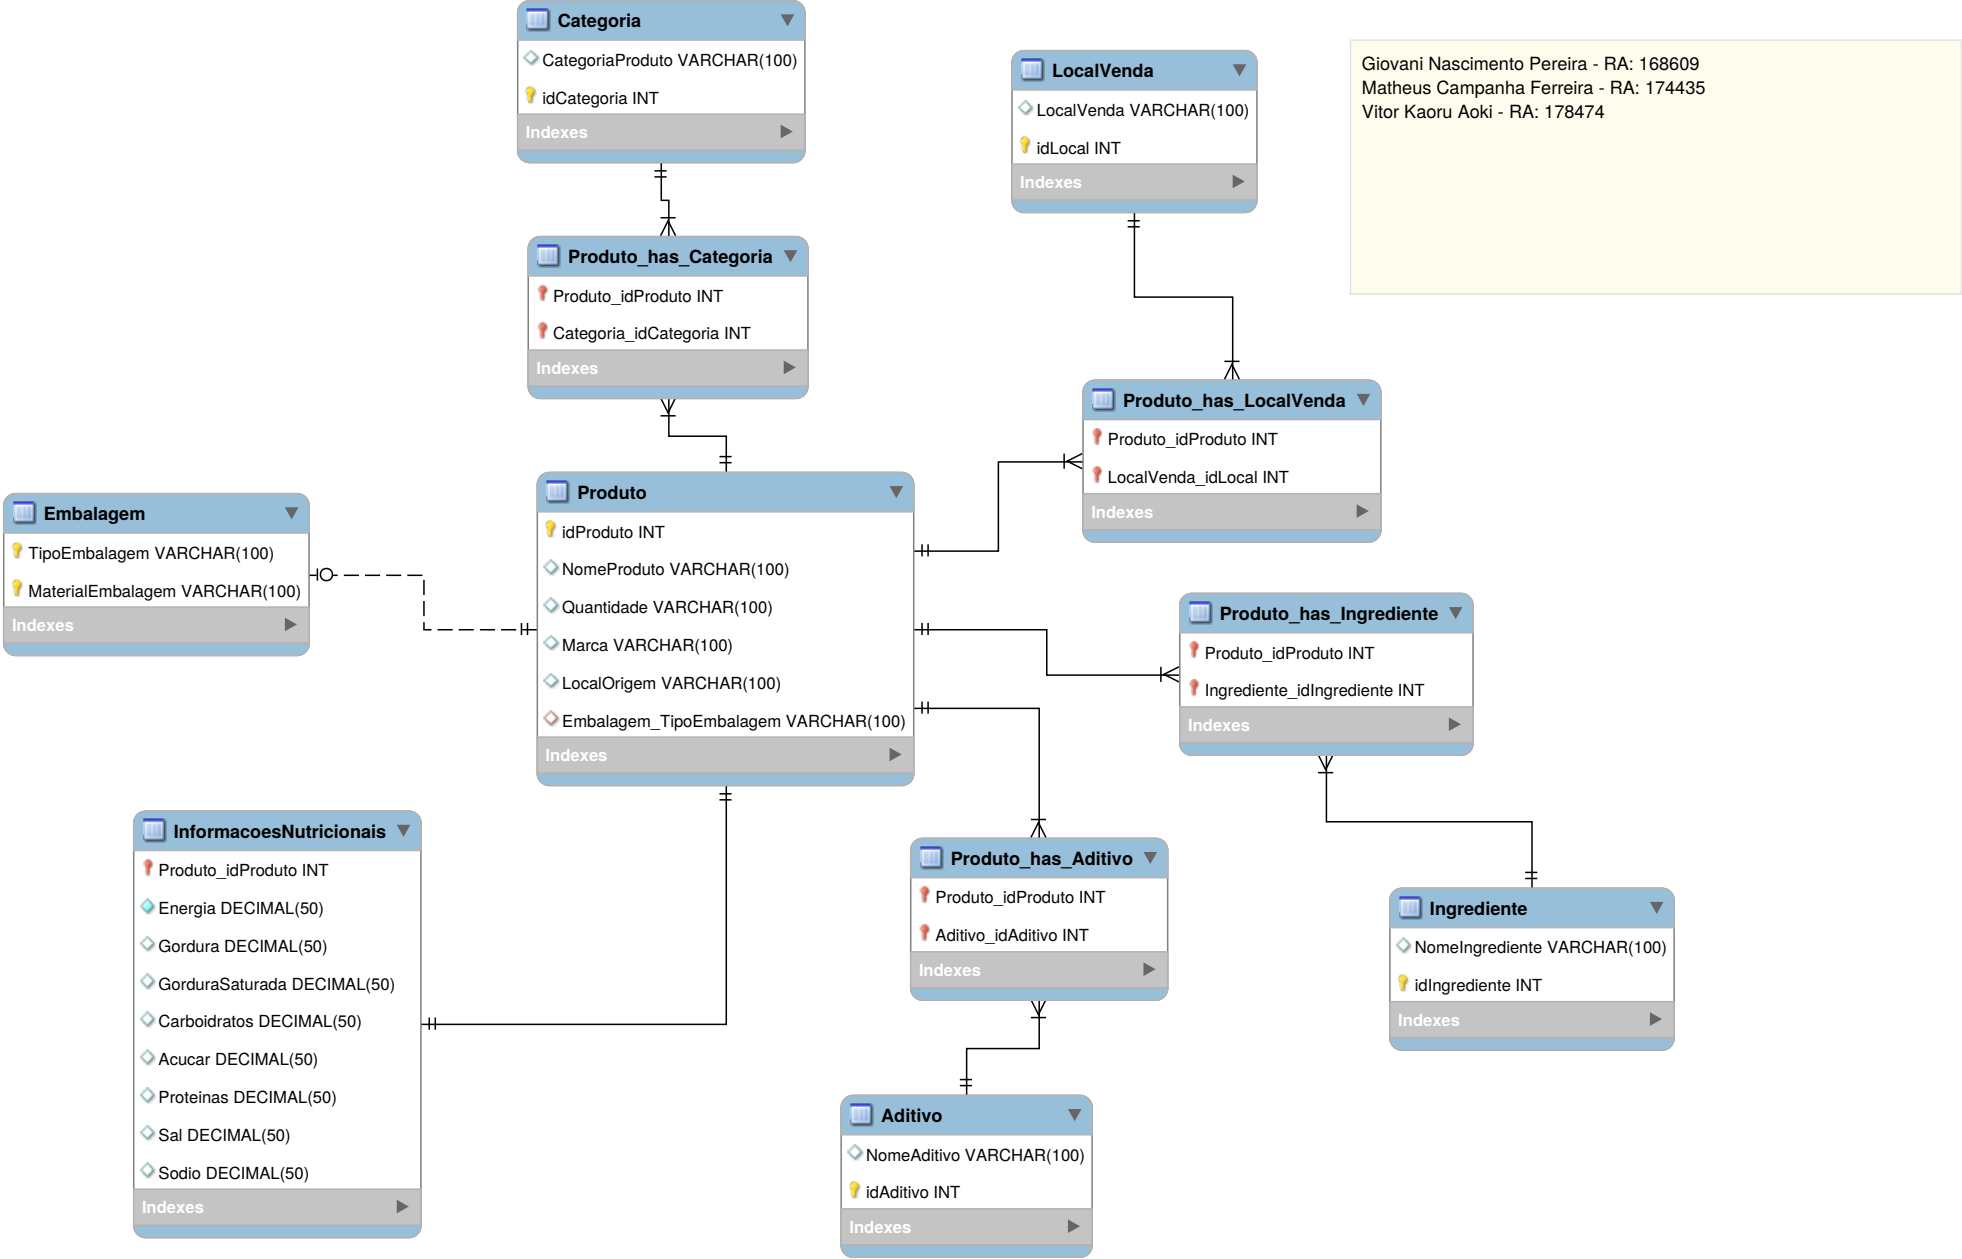 Categoria
CategoriaProduto VARCHAR(100)
idCategoria INT
Indexes
LocalVenda
LocalVenda VARCHAR(100)
idLocal INT
Indexes
Giovani Nascimento Pereira - RA: 168609
Matheus Campanha Ferreira - RA: 174435
Vitor Kaoru Aoki - RA: 178474
Produto_has_Categoria
Produto_idProduto INT
Categoria_idCategoria INT
Indexes
Produto_has_LocalVenda
Produto_idProduto INT
LocalVenda_idLocal INT
Indexes
Embalagem
TipoEmbalagem VARCHAR(100)
MaterialEmbalagem VARCHAR(100)
Indexes
Produto
idProduto INT
NomeProduto VARCHAR(100)
Quantidade VARCHAR(100)
Marca VARCHAR(100)
LocalOrigem VARCHAR(100)
Embalagem_TipoEmbalagem VARCHAR(100)
Indexes
Produto_has_Ingrediente
Produto_idProduto INT
Ingrediente_idIngrediente INT
Indexes
InformacoesNutricionais
Produto_idProduto INT
Energia DECIMAL(50)
Gordura DECIMAL(50)
GorduraSaturada DECIMAL(50)
Carboidratos DECIMAL(50)
Acucar DECIMAL(50)
Proteinas DECIMAL(50)
Sal DECIMAL(50)
Sodio DECIMAL(50)
Indexes
Produto_has_Aditivo
Produto_idProduto INT
Aditivo_idAditivo INT
Indexes
Ingrediente
NomeIngrediente VARCHAR(100)
idIngrediente INT
Indexes
Aditivo
NomeAditivo VARCHAR(100)
idAditivo INT
Indexes